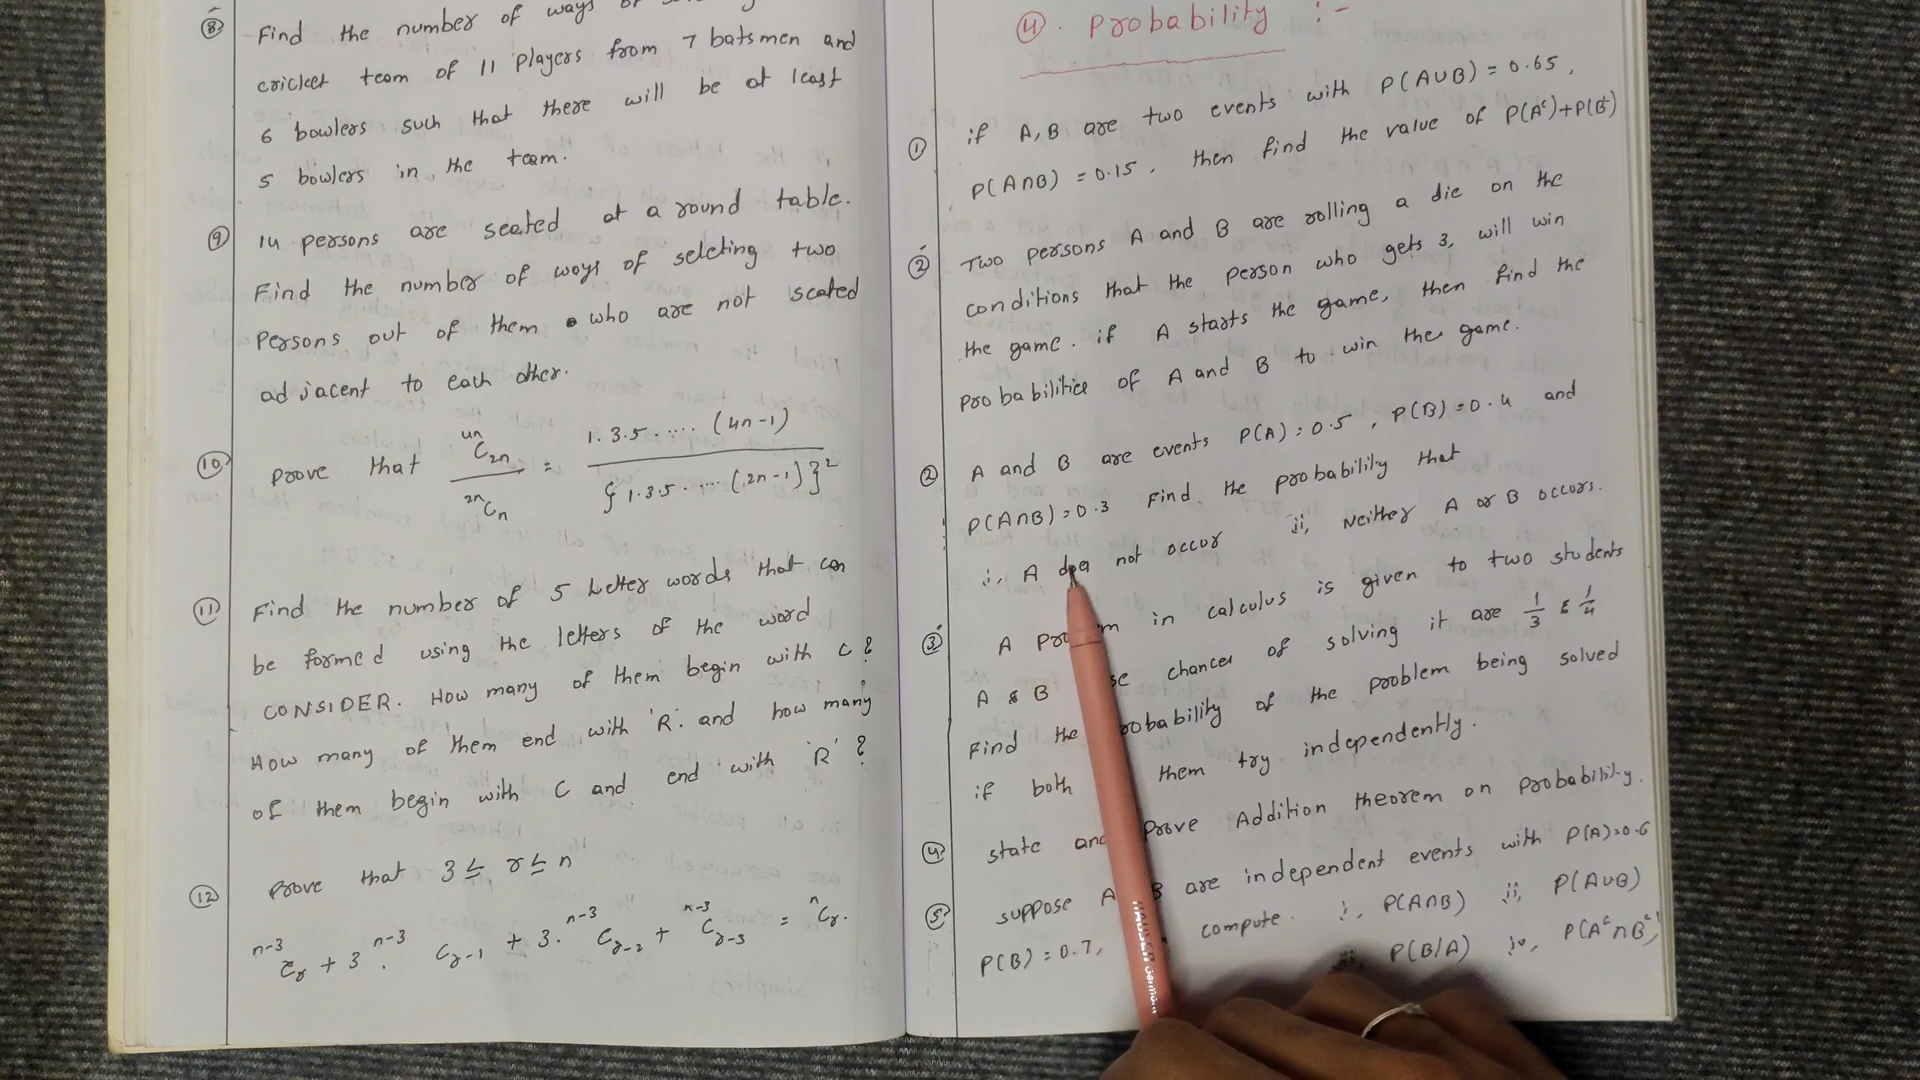 ⑧ Find the number of ways of
cricket team of 11 players from 7 batsmen and
6 bowlers such that there will be at least
5 bowlers in the team.
⑨ 14 persons are seated at a round table.
Find the number of ways of selcting two
persons out of them who are not seated
adjacent to each other.
⑩ prove that ⁴ⁿC₂ₙ / ²ⁿCₙ = 1.3.5..... (4n-1) / {1.3.5.... (2n-1)}²
⑪ Find the number of 5 Letter words that can
be formed using the letters of the word
CONSIDER. How many of them begin with C?
How many of them end with 'R'. and how many
of them begin with C and end with 'R'?
⑫ prove that 3 ≤ r ≤ n
ⁿ⁻³Cᵣ + 3. ⁿ⁻³Cᵣ₋₁ + 3. ⁿ⁻³Cᵣ₋₂ + ⁿ⁻³Cᵣ₋₃ = ⁿCᵣ.
④. Probability :-
① if A, B are two events with P(A∪B) = 0.65,
P(A∩B) = 0.15, then find the value of P(Aᶜ)+P(Bᶜ)
② Two persons A and B are rolling a die on the
conditions that the person who gets 3, will win
the game. if A starts the game, then find the
probabilities of A and B to win the game.
② A and B are events P(A) = 0.5, P(B) = 0.4 and
P(A∩B) = 0.3 Find the probability that
i, A does not occur ii, Neither A or B occurs.
③ A in calculus is given to two students
A & B chances of solving it are 1/3 & 1/4
Find the probability of the problem being solved
if both them try independently.
④ state and prove Addition theorem on probability.
⑤ suppose A B are independent events with P(A)=0.6
P(B) = 0.7, compute. i, P(A∩B) ii, P(A∪B)
P(B/A) iv, P(Aᶜ∩Bᶜ)